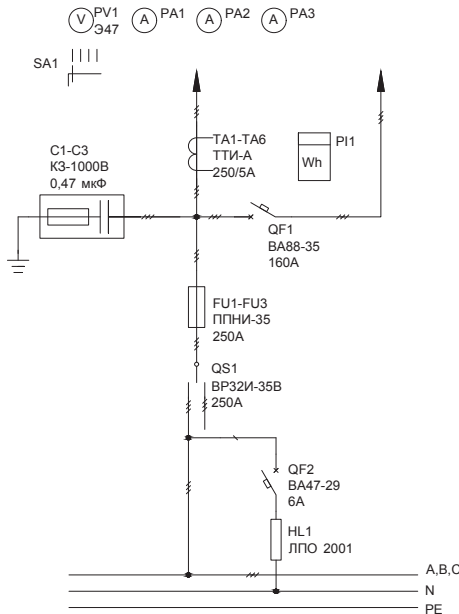 V
PV1
Э47
A
PA1
A
PA2
A
PA3
SA1
TA1-TA6
ТТИ-А
250/5А
PI1
Wh
C1-C3
КЗ-1000В
0,47 мкФ
QF1
ВА88-35
160А
FU1-FU3
ППНИ-35
250А
QS1
ВР32И-35В
250А
QF2
ВА47-29
6А
HL1
ЛПО 2001
A,B,C
N
PE